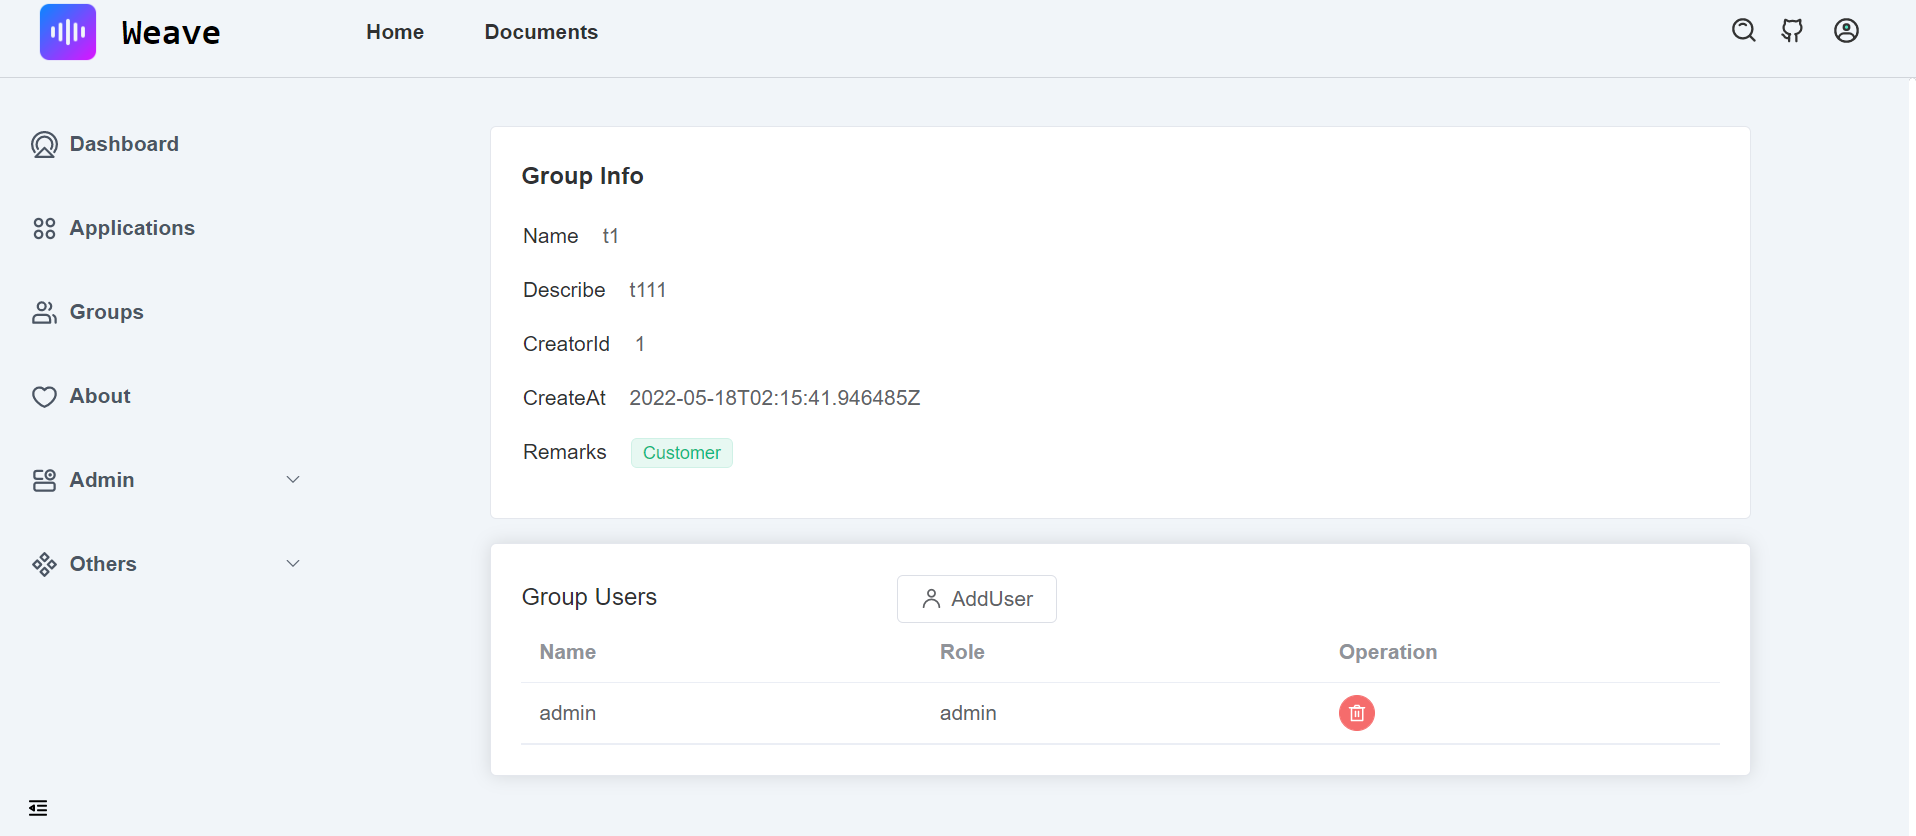 Weave
Home
Documents
Dashboard
Applications
Groups
About
Admin
Others
Group Info
Name t1
Describe t111
CreatorId 1
CreateAt 2022-05-18T02:15:41.946485Z
Remarks Customer
Group Users AddUser
Name Role Operation
admin admin